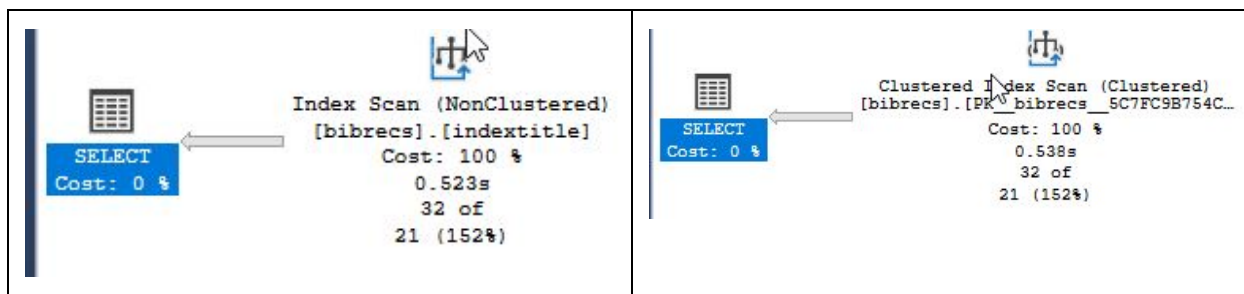 Index Scan (NonClustered)
[bibrecs].[indextitle]
Cost: 100 %
0.523s
32 of
21 (152%)
SELECT
Cost: 0 %
Clustered Index Scan (Clustered)
[bibrecs].[PK__bibrecs__5C7FC9B754C…
Cost: 100 %
0.538s
32 of
21 (152%)
SELECT
Cost: 0 %